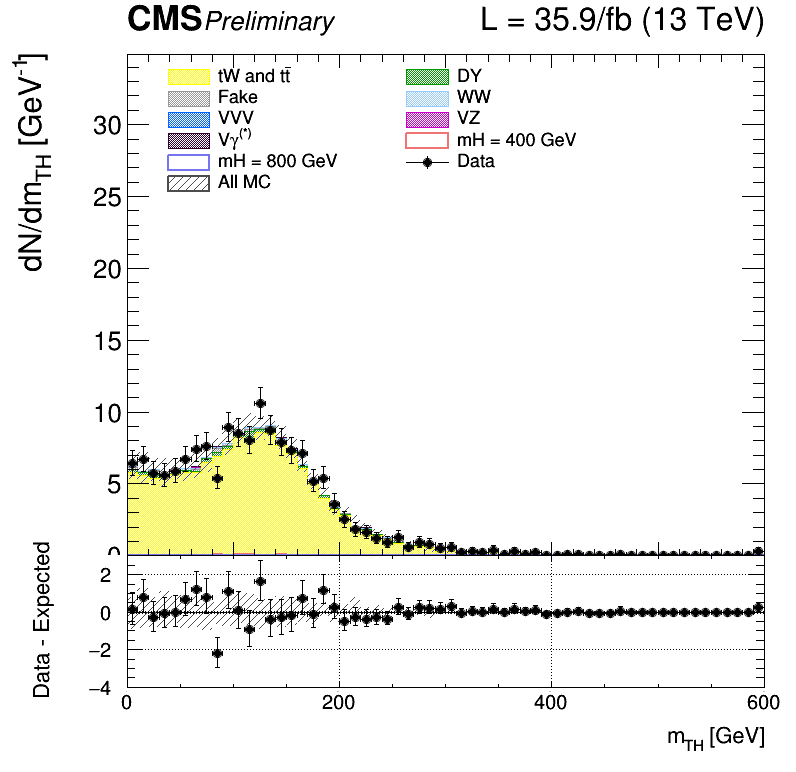 CMS Preliminary L = 35.9/fb (13 TeV)
dN/dm_TH [GeV⁻¹]
tW and tt̄ DY
Fake WW
VVV VZ
Vγ(*) mH = 400 GeV
mH = 800 GeV Data
All MC
30
25
20
15
10
5
0
Data - Expected
2
0
−2
−4
0 200 400 600
m_TH [GeV]